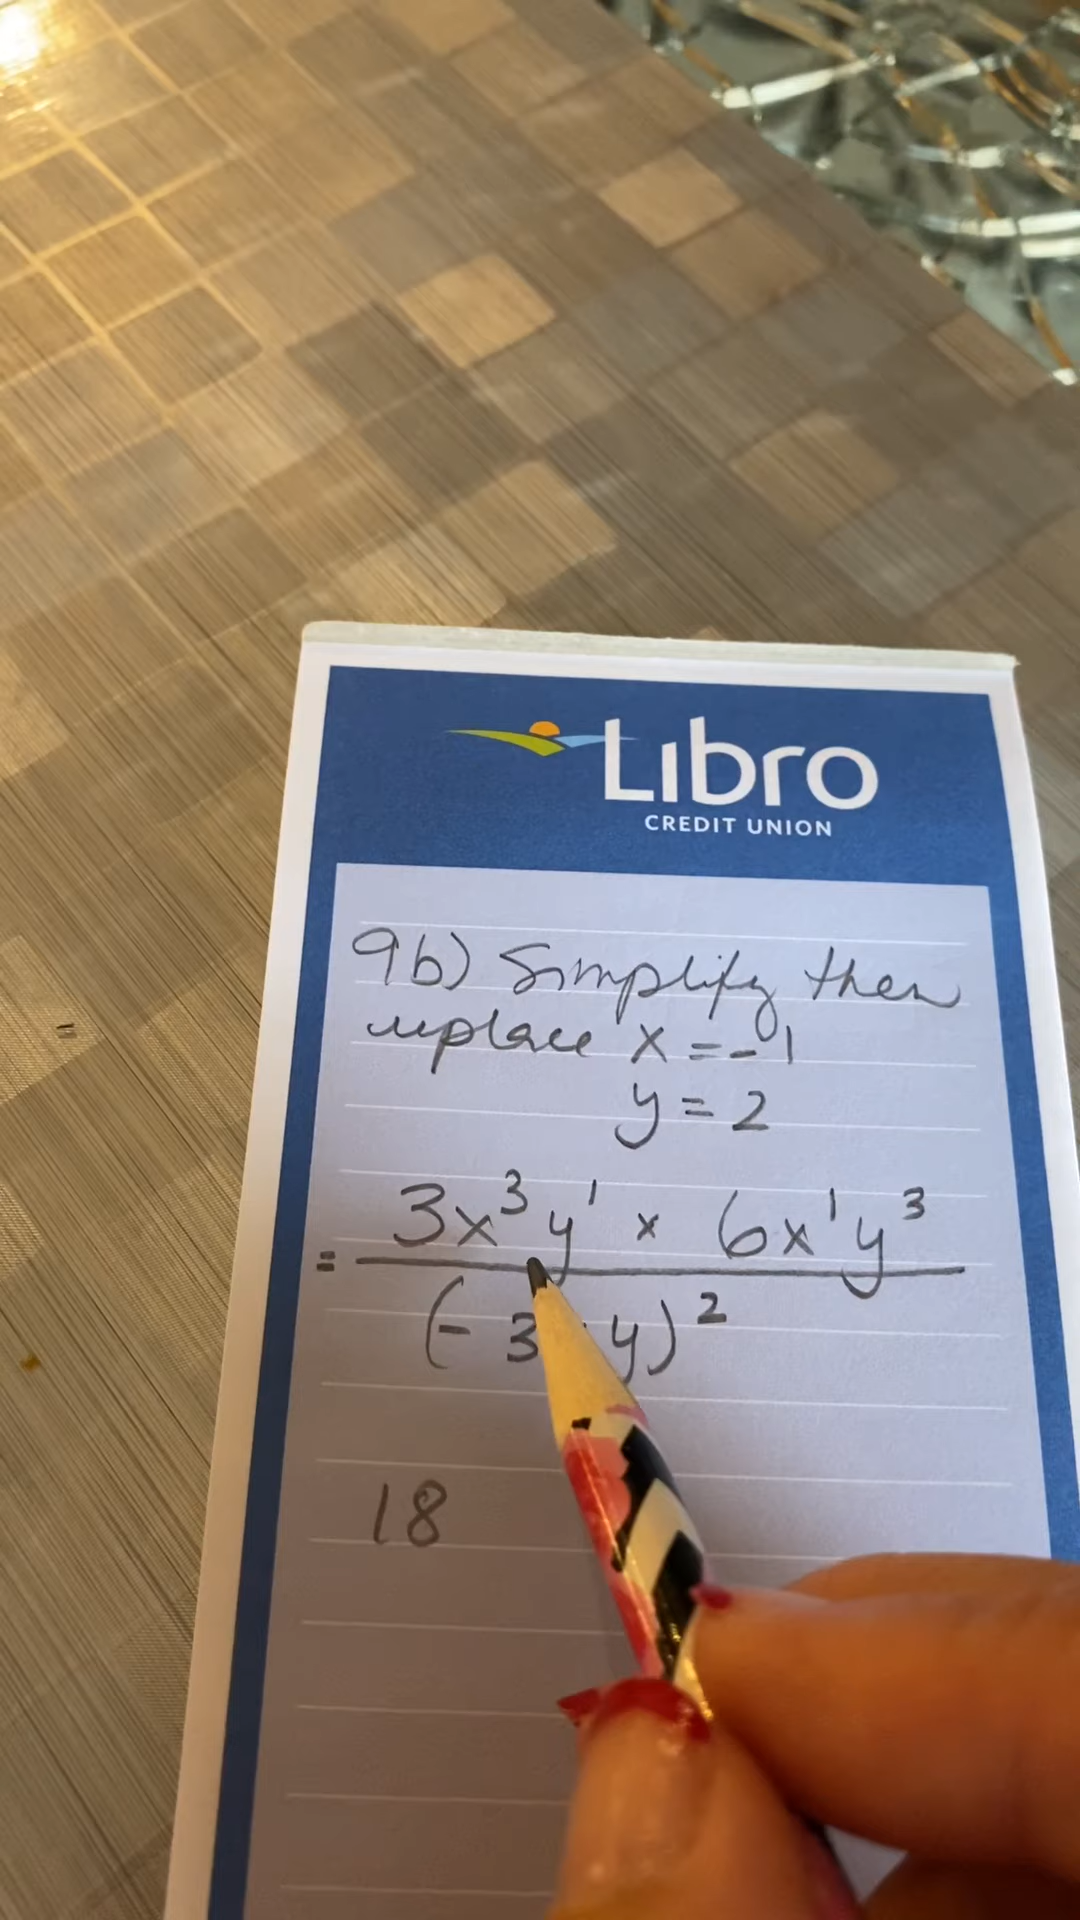 Libro
CREDIT UNION
9b) Simplify then
replace x = -1
y = 2
= 3x³y¹ x 6x¹y³
(- 3 y)²
18